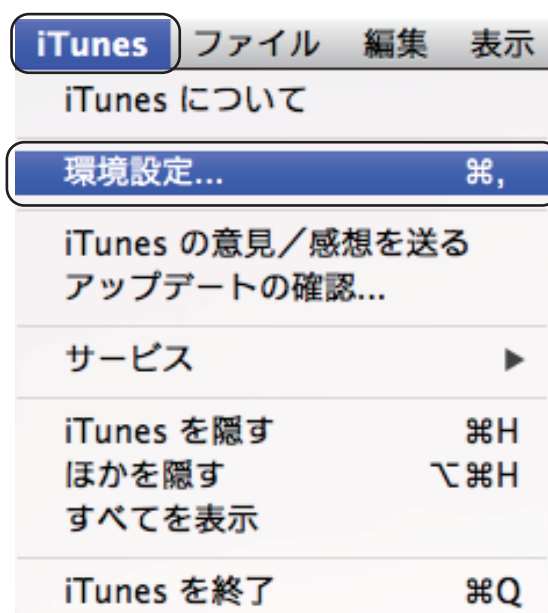 iTunes ファイル 編集 表示
iTunes について
環境設定... ⌘,
iTunes の意見／感想を送る
アップデートの確認...
サービス ▶
iTunes を隠す ⌘H
ほかを隠す ⌥⌘H
すべてを表示
iTunes を終了 ⌘Q